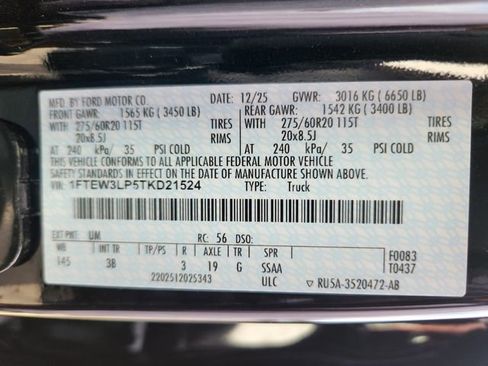 MFD. BY FORD MOTOR CO. 12/25 GVWR: 3016 KG (6650 LB)
FRONT GAWR: 1565 KG (3450 LB) REAR GAWR: 1542 KG (3400 LB)
WITH 275/60R20 115T TIRES WITH 275/60R20 115T TIRES
20x8.5J RIMS 20x8.5J RIMS
AT 240 kPa/ 35 PSI COLD AT 240 kPa/ 35 PSI COLD
THIS VEHICLE CONFORMS TO ALL APPLICABLE FEDERAL MOTOR VEHICLE
SAFETY STANDARDS IN EFFECT ON THE DATE OF MANUFACTURE SHOWN ABOVE.
VIN: 1FTEW3LP5TKD21524 TYPE: Truck
EXT PNT: UM RC: 56 DSO:
WB INT TR TP/PS R AXLE TR SPR F0083
145 3B 3 19 G SSAA T0437
2202512025343 ULC RU5A-3520472-AB